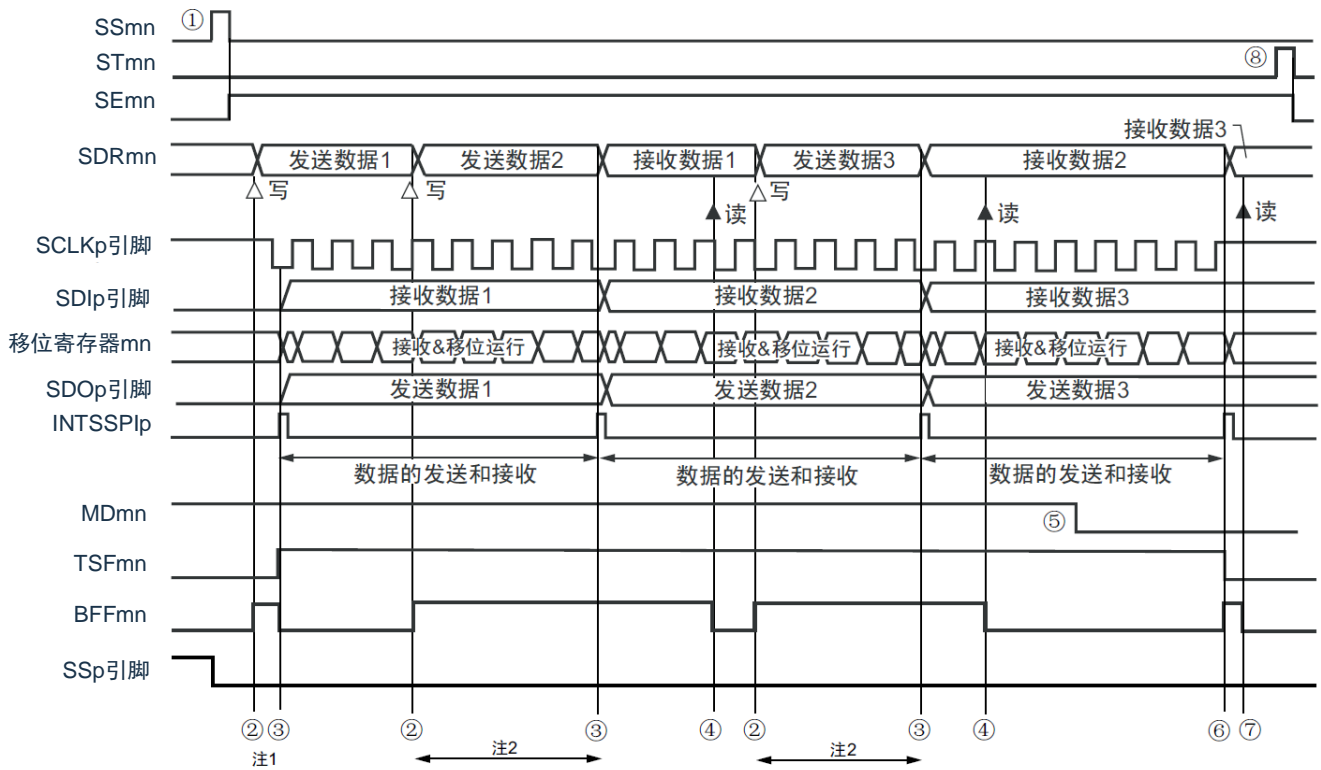 SSmn ①
STmn ⑧
SEmn
接收数据3
SDRmn 发送数据1 发送数据2 接收数据1 发送数据3 接收数据2
写 写 读 写 读 读
SCLKp引脚
SDIp引脚 接收数据1 接收数据2 接收数据3
移位寄存器mn 接收&移位运行 接收&移位运行 接收&移位运行
SDOp引脚 发送数据1 发送数据2 发送数据3
INTSSPIp
数据的发送和接收 数据的发送和接收 数据的发送和接收
MDmn ⑤
TSFmn
BFFmn
SSp引脚
② ③ ② ③ ④ ② ③ ④ ⑥ ⑦
注1 注2 注2